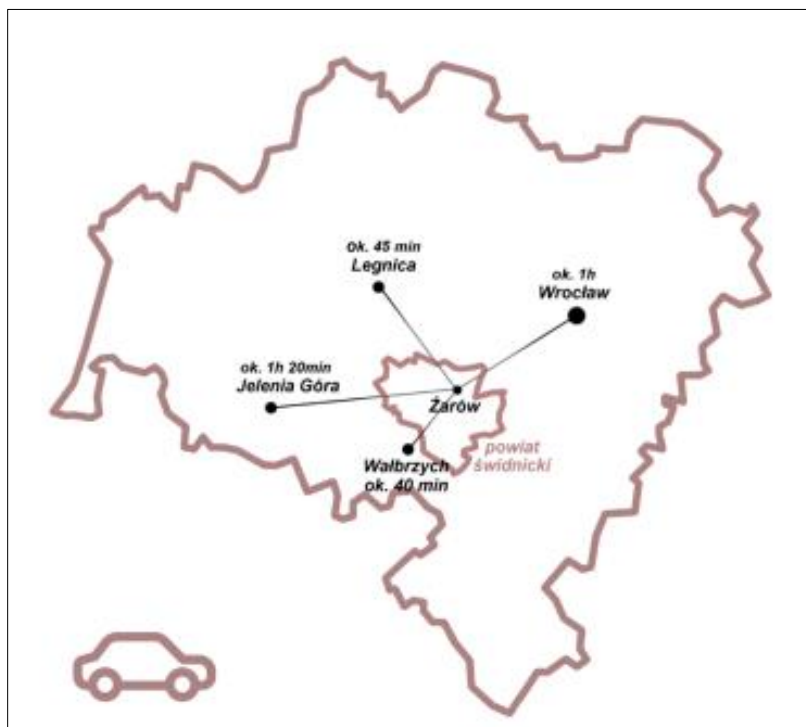 ok. 45 min
Legnica
ok. 1h
Wrocław
ok. 1h 20min
Jelenia Góra
Żarów
powiat
świdnicki
Wałbrzych
ok. 40 min